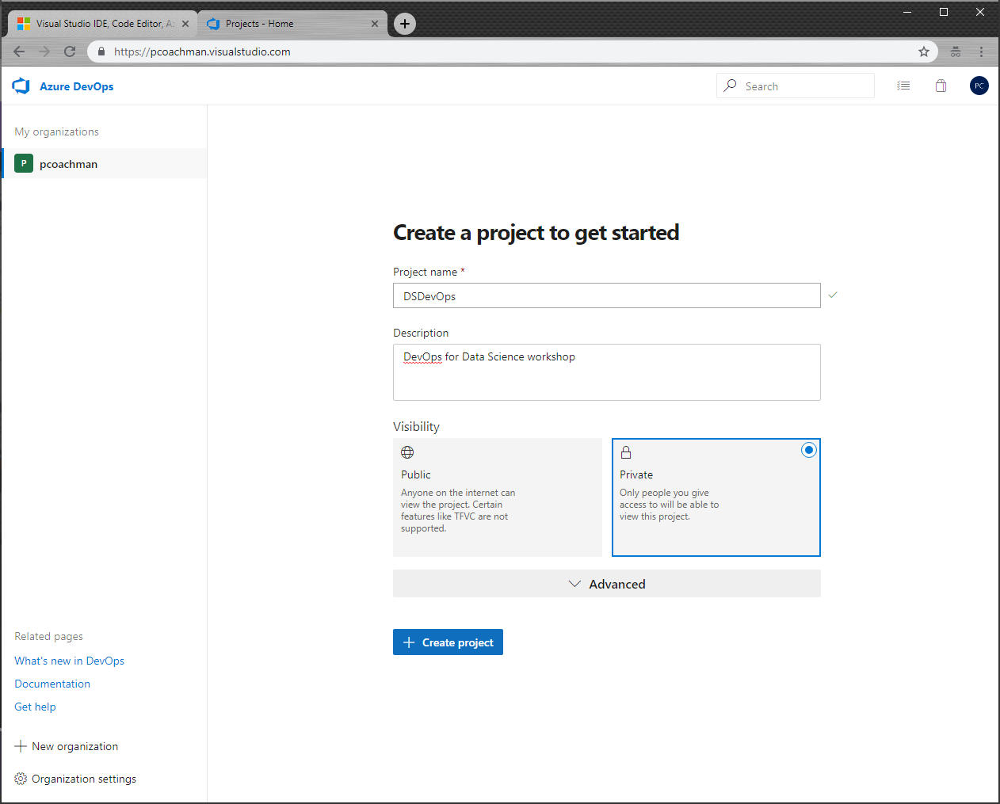 Visual Studio IDE, Code Editor, Az
Projects - Home
https://pcoachman.visualstudio.com
Azure DevOps
Search
PC
My organizations
P
pcoachman
Create a project to get started
Project name *
DSDevOps
Description
DevOps for Data Science workshop
Visibility
Public
Anyone on the internet can
view the project. Certain
features like TFVC are not
supported.
Private
Only people you give
access to will be able to
view this project.
Advanced
Create project
Related pages
What's new in DevOps
Documentation
Get help
New organization
Organization settings